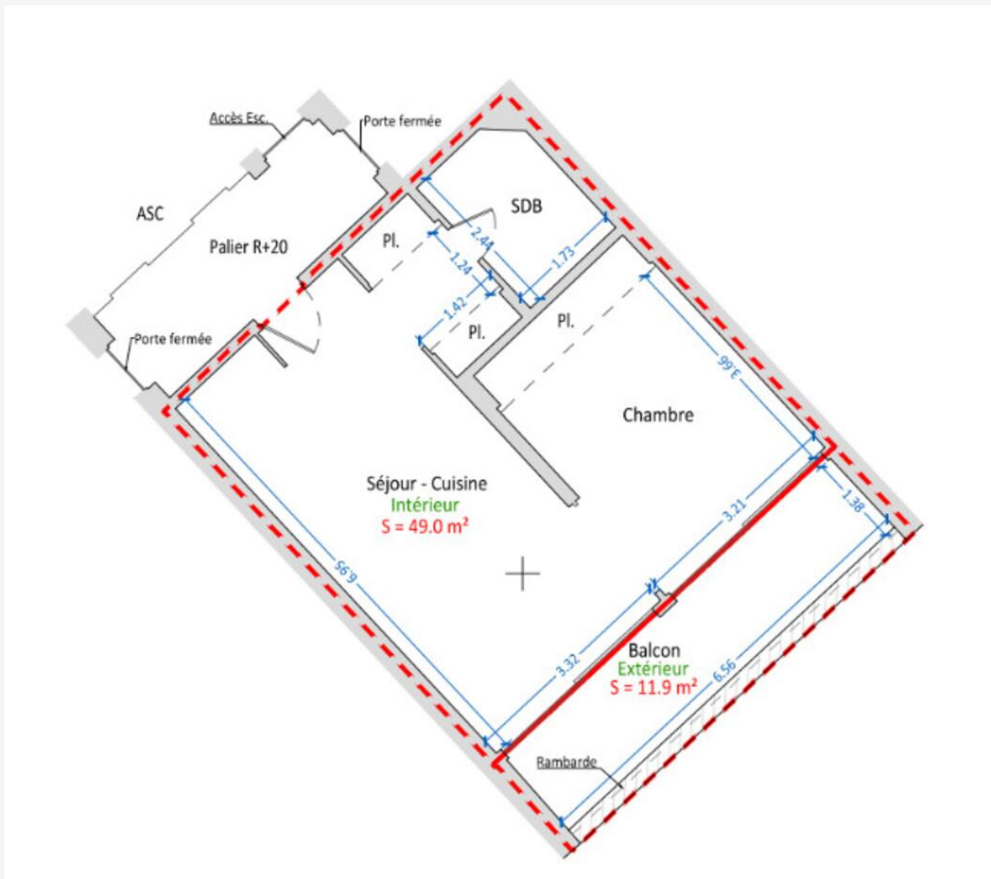 Accès Esc.
Porte fermée
ASC
SDB
Palier R+20
Pl.
2.44
1.24
1.73
1.42
Pl.
Pl.
Porte fermée
3.66
Chambre
Séjour - Cuisine
Intérieur
S = 49.0 m²
1.38
3.21
6.95
3.32
Balcon
Extérieur
S = 11.9 m²
6.56
Rambarde